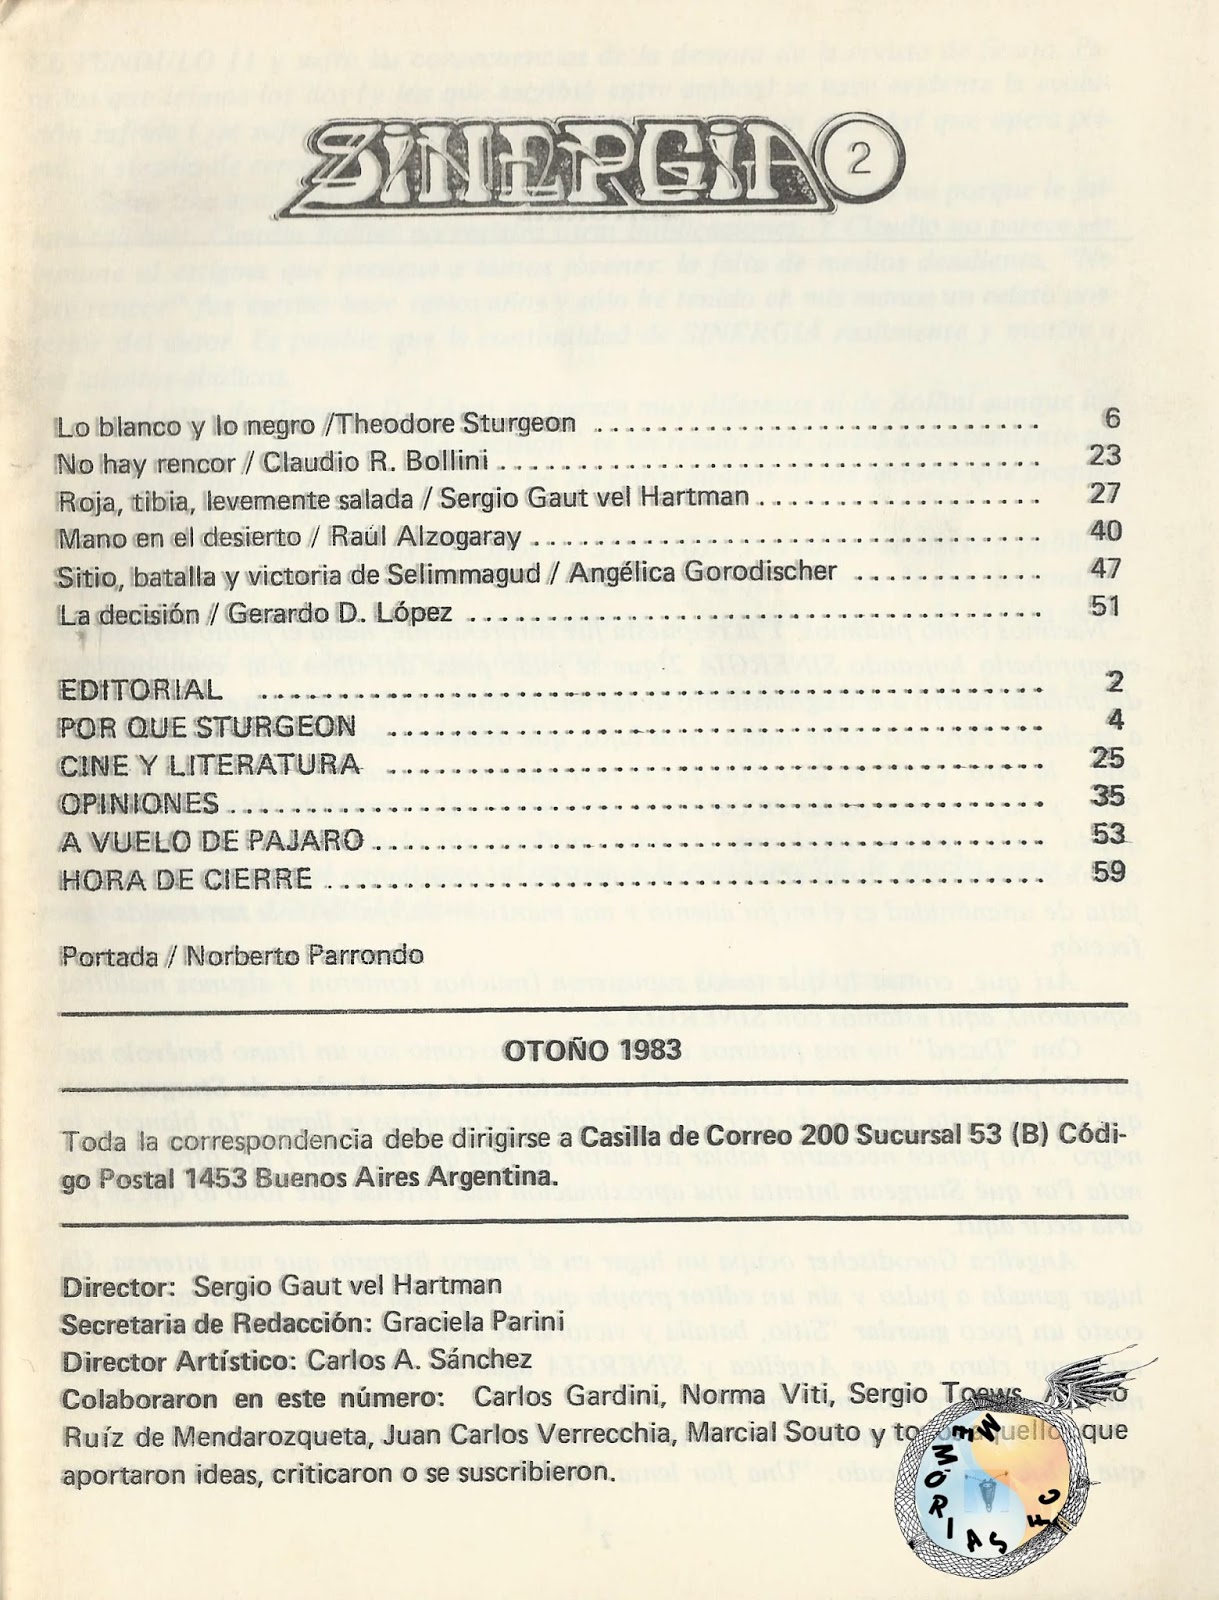 SINERGIA 2
Lo blanco y lo negro /Theodore Sturgeon ........................ 6
No hay rencor / Claudio R. Bollini ........................ 23
Roja, tibia, levemente salada / Sergio Gaut vel Hartman ........................ 27
Mano en el desierto / Raúl Alzogaray ........................ 40
Sitio, batalla y victoria de Selimmagud / Angélica Gorodischer ........................ 47
La decisión / Gerardo D. López ........................ 51
EDITORIAL ........................ 2
POR QUE STURGEON ........................ 4
CINE Y LITERATURA ........................ 25
OPINIONES ........................ 35
A VUELO DE PAJARO ........................ 53
HORA DE CIERRE ........................ 59
Portada / Norberto Parrondo
OTOÑO 1983
Toda la correspondencia debe dirigirse a Casilla de Correo 200 Sucursal 53 (B) Códi-
go Postal 1453 Buenos Aires Argentina.
Director: Sergio Gaut vel Hartman
Secretaria de Redacción: Graciela Parini
Director Artístico: Carlos A. Sánchez
Colaboraron en este número: Carlos Gardini, Norma Viti, Sergio Toews,
Ruíz de Mendarozqueta, Juan Carlos Verrecchia, Marcial Souto y todos aquellos que
aportaron ideas, criticaron o se suscribieron.
MEMÓRIAS